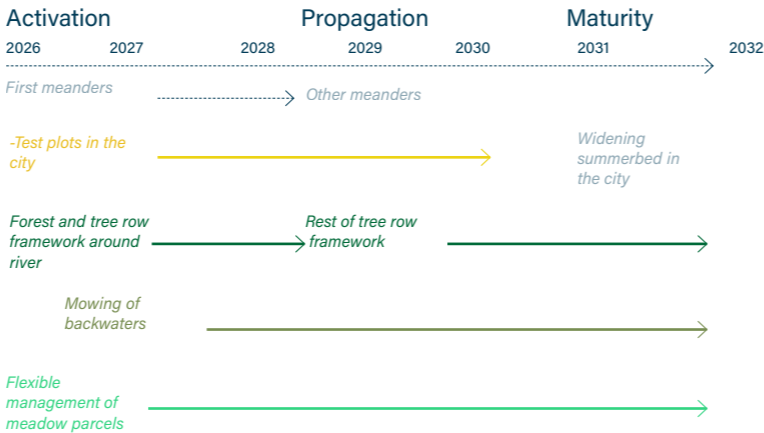 Activation Propagation Maturity
2026 2027 2028 2029 2030 2031 2032
First meanders
Other meanders
-Test plots in the
city
Widening
summerbed in
the city
Forest and tree row
framework around
river
Rest of tree row
framework
Mowing of
backwaters
Flexible
management of
meadow parcels